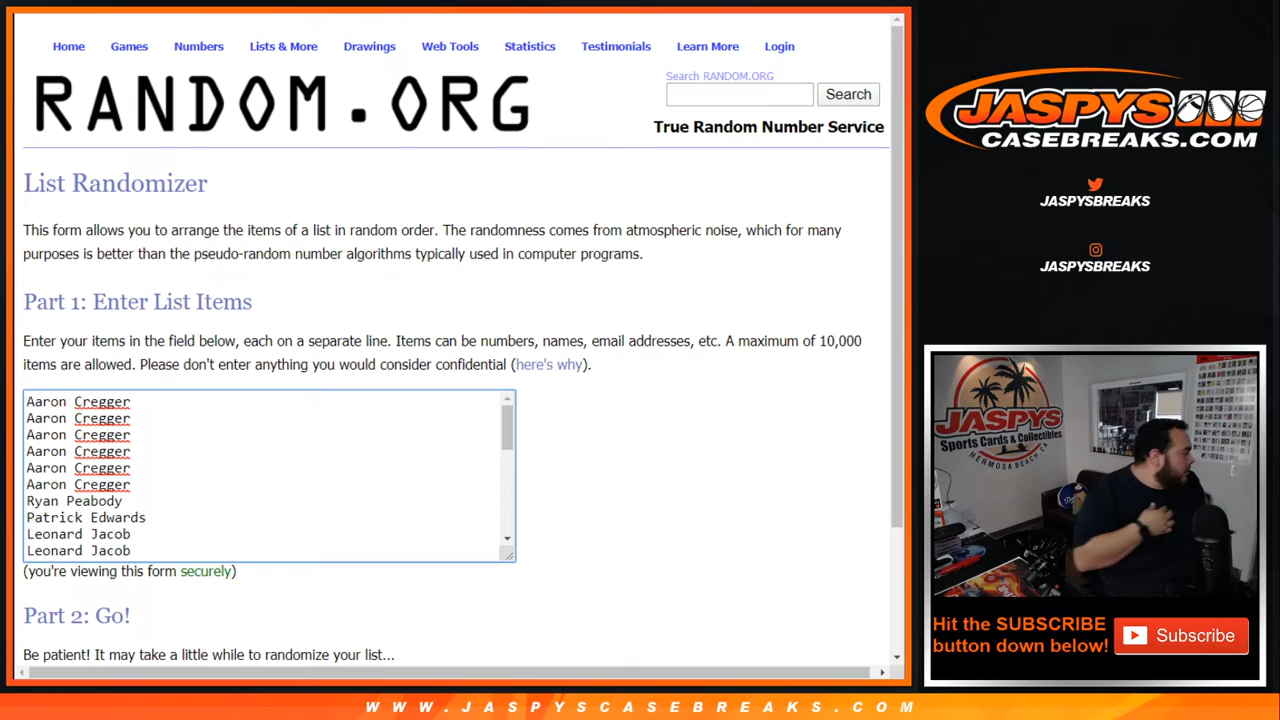 Home Games Numbers Lists & More Drawings Web Tools Statistics Testimonials Learn More Login
RANDOM.ORG
Search RANDOM.ORG
Search
True Random Number Service
List Randomizer
This form allows you to arrange the items of a list in random order. The randomness comes from atmospheric noise, which for many
purposes is better than the pseudo-random number algorithms typically used in computer programs.
Part 1: Enter List Items
Enter your items in the field below, each on a separate line. Items can be numbers, names, email addresses, etc. A maximum of 10,000
items are allowed. Please don't enter anything you would consider confidential (here's why).
Aaron Cregger
Aaron Cregger
Aaron Cregger
Aaron Cregger
Aaron Cregger
Aaron Cregger
Ryan Peabody
Patrick Edwards
Leonard Jacob
Leonard Jacob
(you're viewing this form securely)
Part 2: Go!
Be patient! It may take a little while to randomize your list...
JASPYS
CASEBREAKS.COM
JASPYSBREAKS
JASPYSBREAKS
JASPYS
Sports Cards & Collectibles
HERMOSA BEACH, CA
Hit the SUBSCRIBE
button down below!
Subscribe
WWW.JASPYSCASEBREAKS.COM